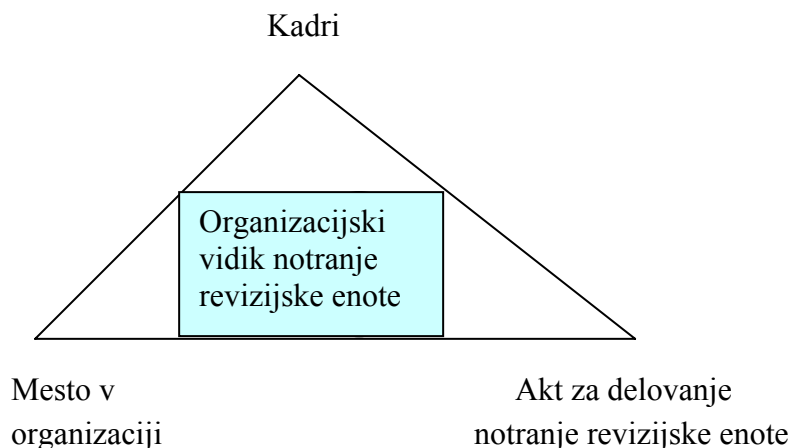 Kadri
Organizacijski
vidik notranje
revizijske enote
Mesto v
organizaciji
Akt za delovanje
notranje revizijske enote